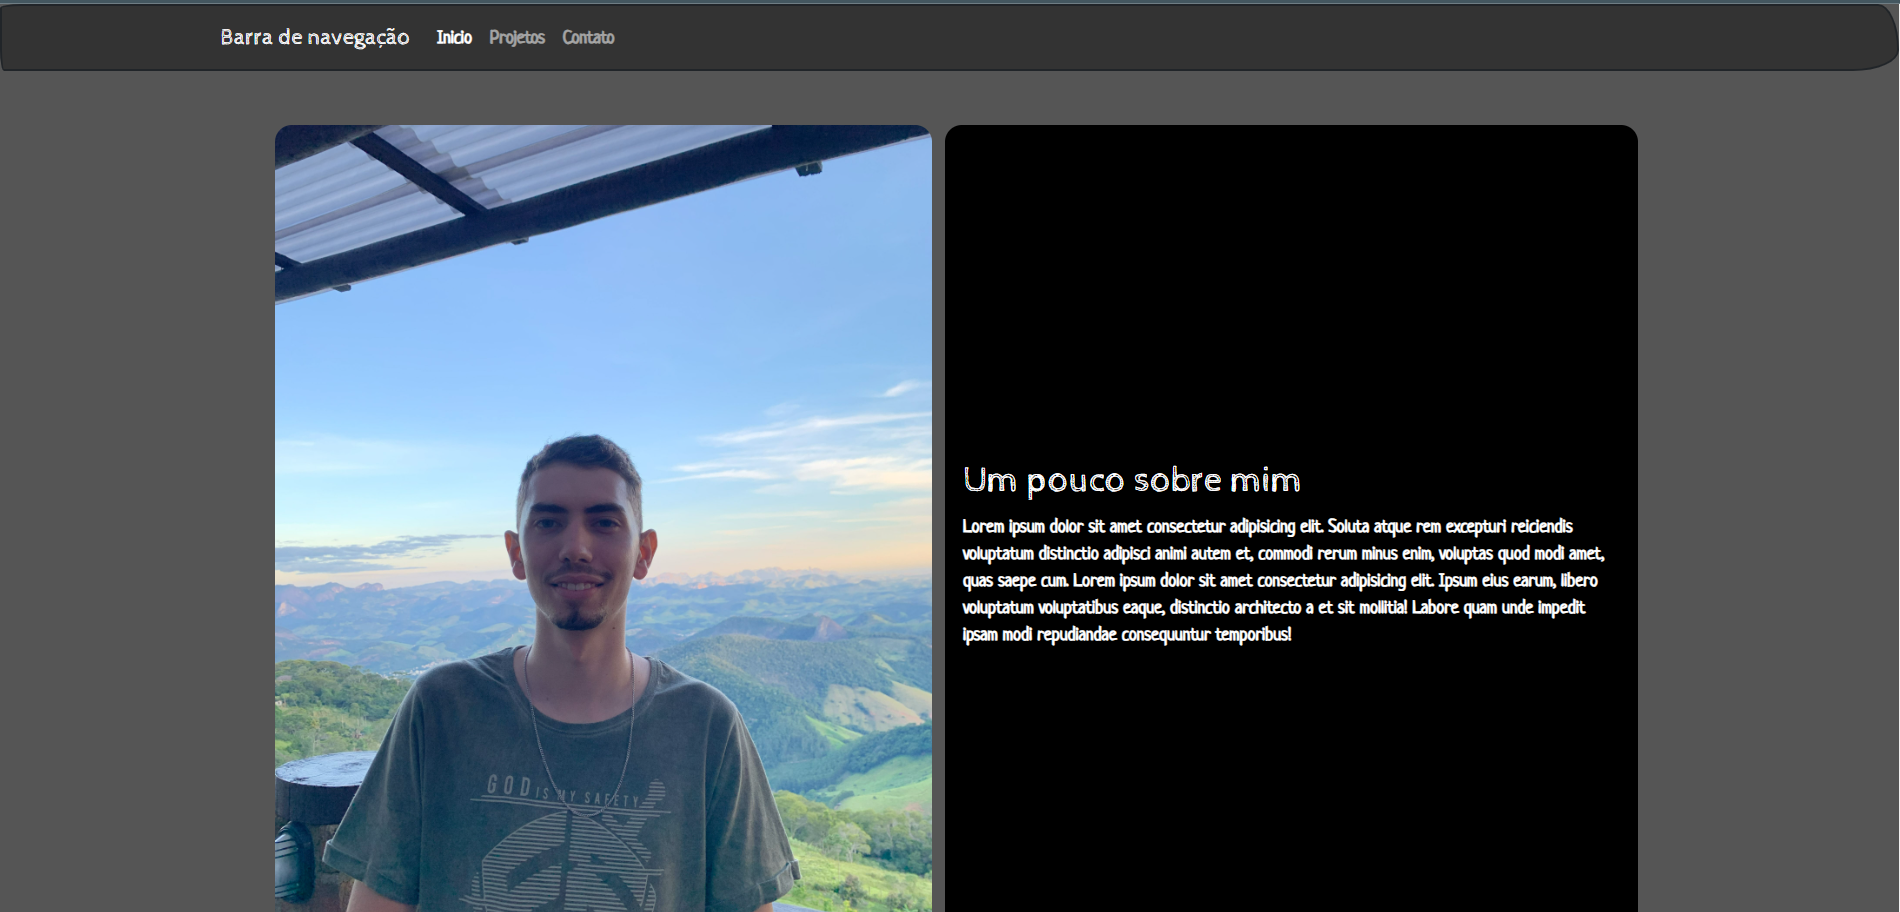 Barra de navegação Inicio Projetos Contato
Um pouco sobre mim
Lorem ipsum dolor sit amet consectetur adipisicing elit. Soluta atque rem excepturi reiciendis
voluptatum distinctio adipisci animi autem et, commodi rerum minus enim, voluptas quod modi amet,
quas saepe cum. Lorem ipsum dolor sit amet consectetur adipisicing elit. Ipsum eius earum, libero
voluptatum voluptatibus eaque, distinctio architecto a et sit mollitia! Labore quam unde impedit
ipsam modi repudiandae consequuntur temporibus!
GOD IS MY SAFETY